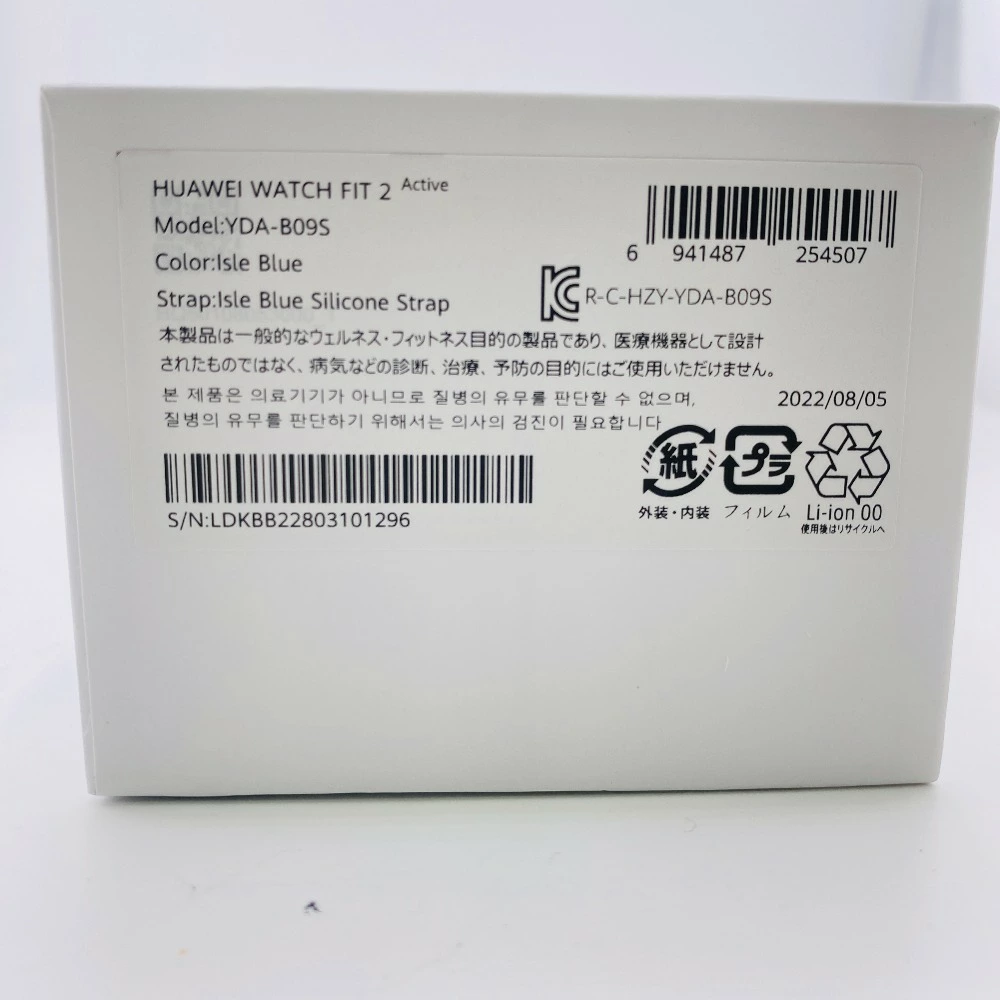 HUAWEI WATCH FIT 2 Active
Model:YDA-B09S
Color:Isle Blue
Strap:Isle Blue Silicone Strap
6 941487 254507
R-C-HZY-YDA-B09S
本製品は一般的なウェルネス・フィットネス目的の製品であり、医療機器として設計
されたものではなく、病気などの診断、治療、予防の目的にはご使用いただけません。
본 제품은 의료기기가 아니므로 질병의 유무를 판단할 수 없으며,
질병의 유무를 판단하기 위해서는 의사의 검진이 필요합니다
2022/08/05
S/N:LDKBB22803101296
紙
外装・内装
プラ
フィルム
Li-ion 00
使用後はリサイクルへ